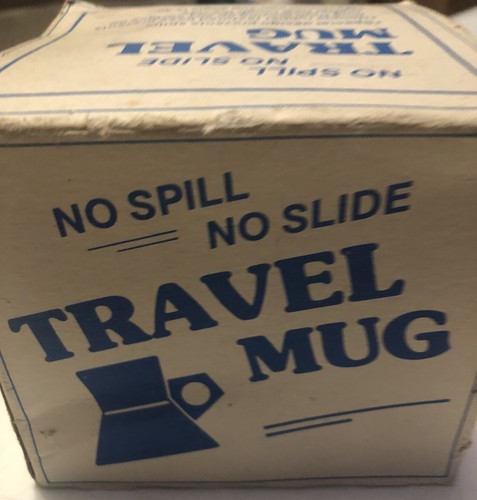 TRAVEL
MUG
NO SLIDE
NO SPILL
NO SPILL
NO SLIDE
TRAVEL
MUG